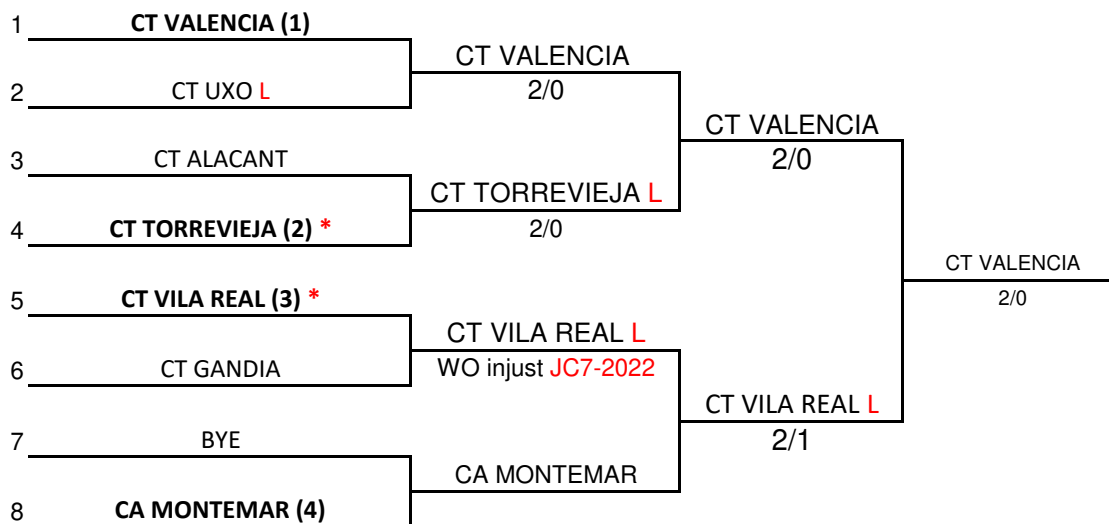 1 CT VALENCIA (1)
CT VALENCIA
2 CT UXO L
2/0
CT VALENCIA
3 CT ALACANT
2/0
CT TORREVIEJA L
4 CT TORREVIEJA (2) *
2/0
CT VALENCIA
5 CT VILA REAL (3) *
2/0
CT VILA REAL L
6 CT GANDIA
WO injust JC7-2022
CT VILA REAL L
7 BYE
2/1
CA MONTEMAR
8 CA MONTEMAR (4)